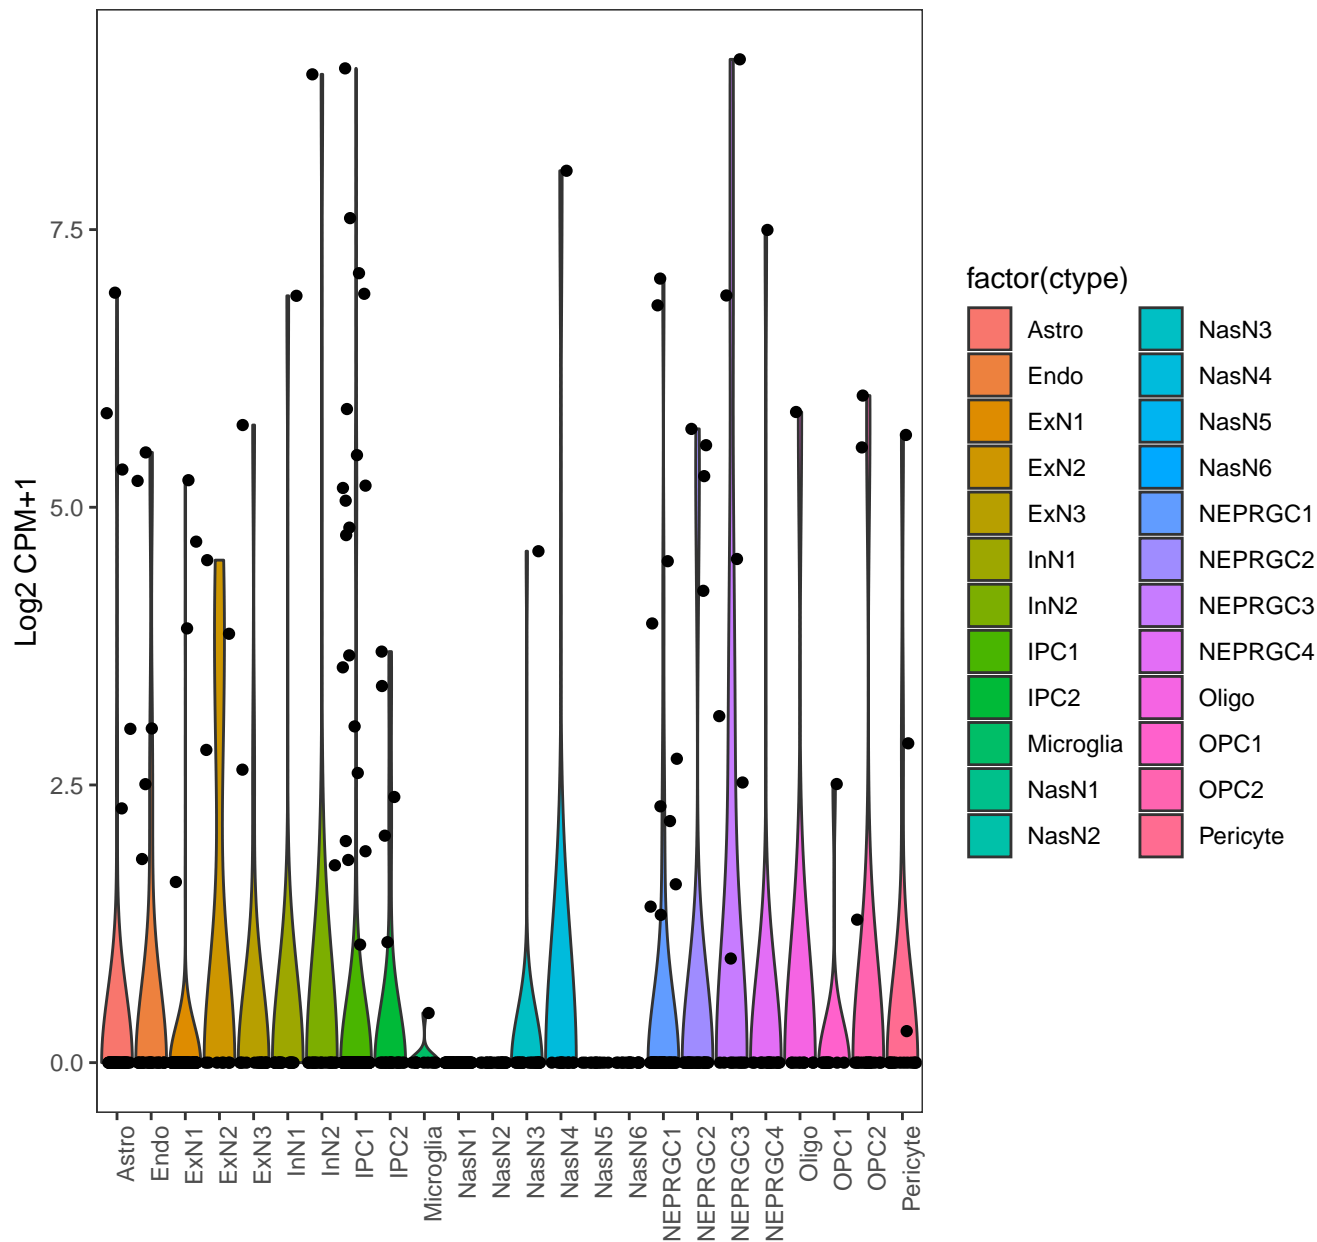 Log2 CPM+1
7.5
5.0
2.5
0.0
Astro
Endo
ExN1
ExN2
ExN3
InN1
InN2
IPC1
IPC2
Microglia
NasN1
NasN2
NasN3
NasN4
NasN5
NasN6
NEPRGC1
NEPRGC2
NEPRGC3
NEPRGC4
Oligo
OPC1
OPC2
Pericyte
factor(ctype)
Astro
Endo
ExN1
ExN2
ExN3
InN1
InN2
IPC1
IPC2
Microglia
NasN1
NasN2
NasN3
NasN4
NasN5
NasN6
NEPRGC1
NEPRGC2
NEPRGC3
NEPRGC4
Oligo
OPC1
OPC2
Pericyte